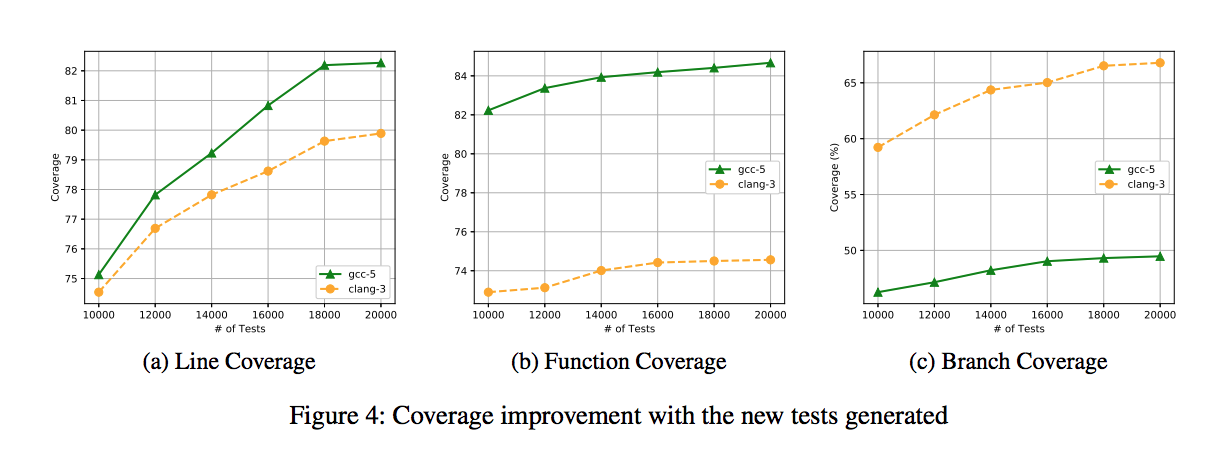 82
81
80
79
78
77
76
75
Coverage
10000 12000 14000 16000 18000 20000
# of Tests
gcc-5
clang-3
(a) Line Coverage
84
82
80
78
76
74
Coverage
10000 12000 14000 16000 18000 20000
# of Tests
gcc-5
clang-3
(b) Function Coverage
65
60
55
50
Coverage (%)
10000 12000 14000 16000 18000 20000
# of Tests
gcc-5
clang-3
(c) Branch Coverage
Figure 4: Coverage improvement with the new tests generated